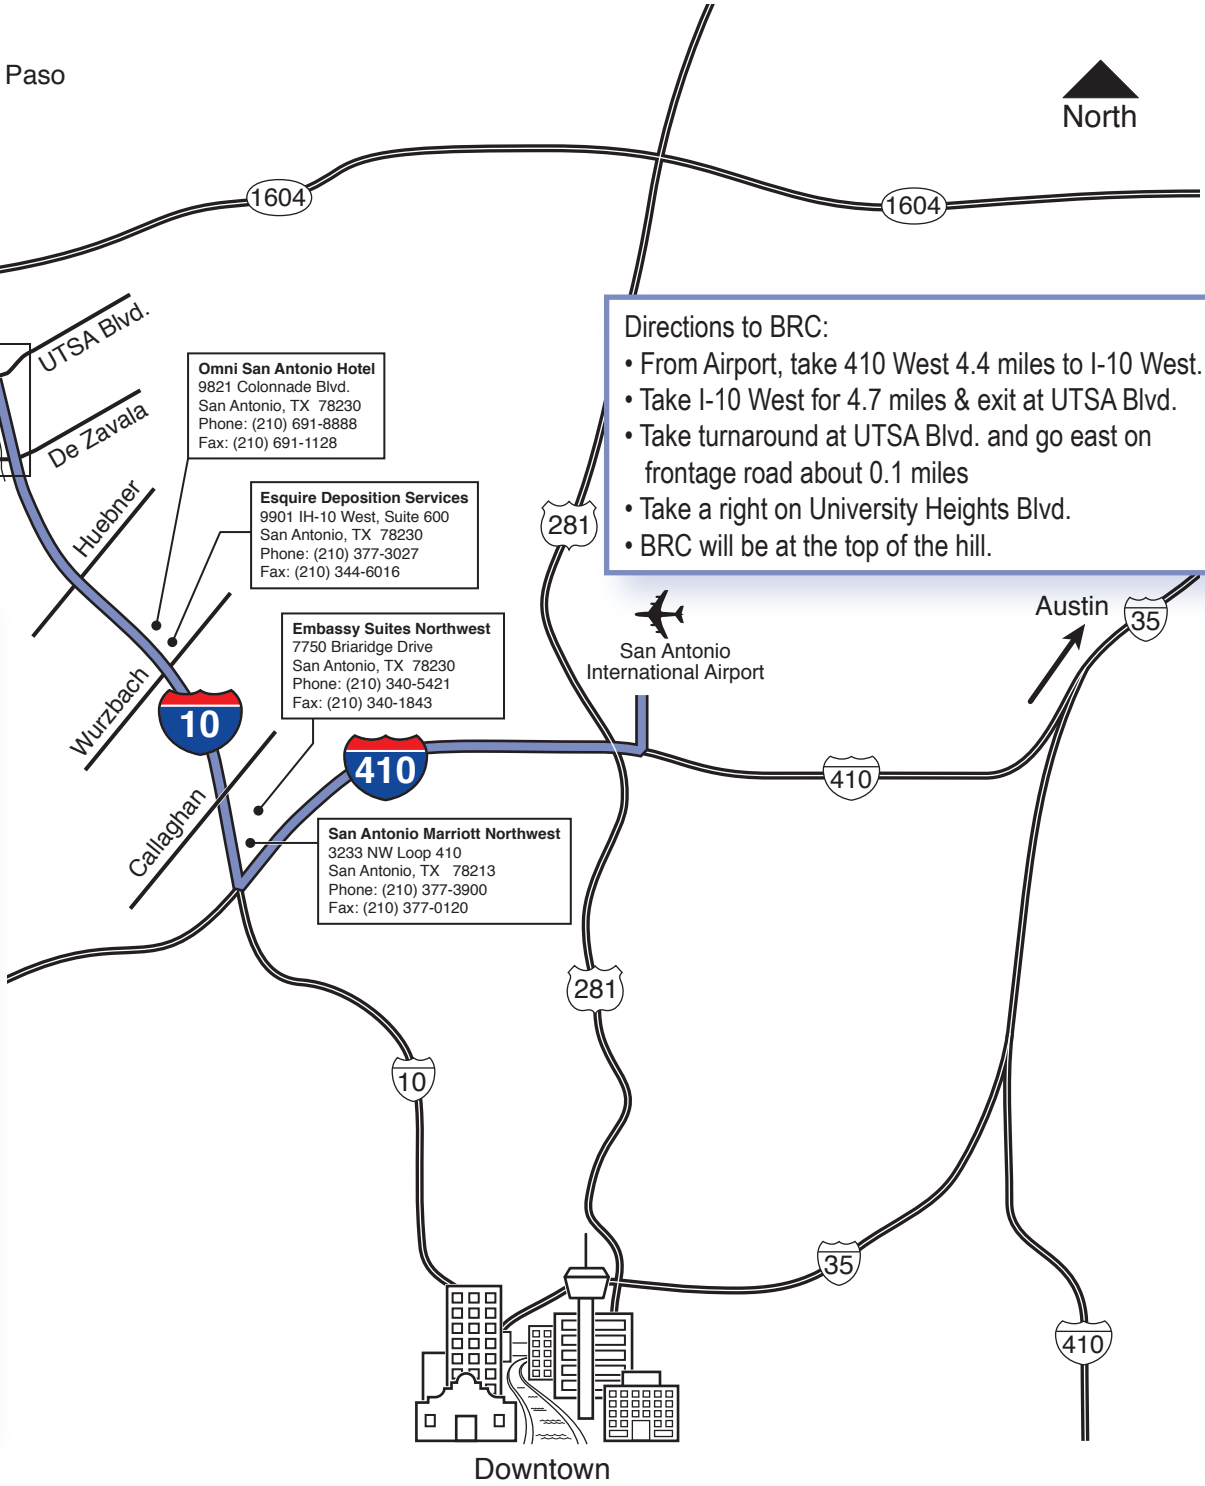 Paso
North
1604
1604
UTSA Blvd.
De Zavala
Huebner
Wurzbach
Callaghan
Omni San Antonio Hotel
9821 Colonnade Blvd.
San Antonio, TX  78230
Phone: (210) 691-8888
Fax: (210) 691-1128
Esquire Deposition Services
9901 IH-10 West, Suite 600
San Antonio, TX  78230
Phone: (210) 377-3027
Fax: (210) 344-6016
Embassy Suites Northwest
7750 Briaridge Drive
San Antonio, TX  78230
Phone: (210) 340-5421
Fax: (210) 340-1843
San Antonio Marriott Northwest
3233 NW Loop 410
San Antonio, TX   78213
Phone: (210) 377-3900
Fax: (210) 377-0120
Directions to BRC:
• From Airport, take 410 West 4.4 miles to I-10 West.
• Take I-10 West for 4.7 miles & exit at UTSA Blvd.
• Take turnaround at UTSA Blvd. and go east on
frontage road about 0.1 miles
• Take a right on University Heights Blvd.
• BRC will be at the top of the hill.
281
San Antonio
International Airport
Austin
35
10
410
410
281
10
35
410
Downtown